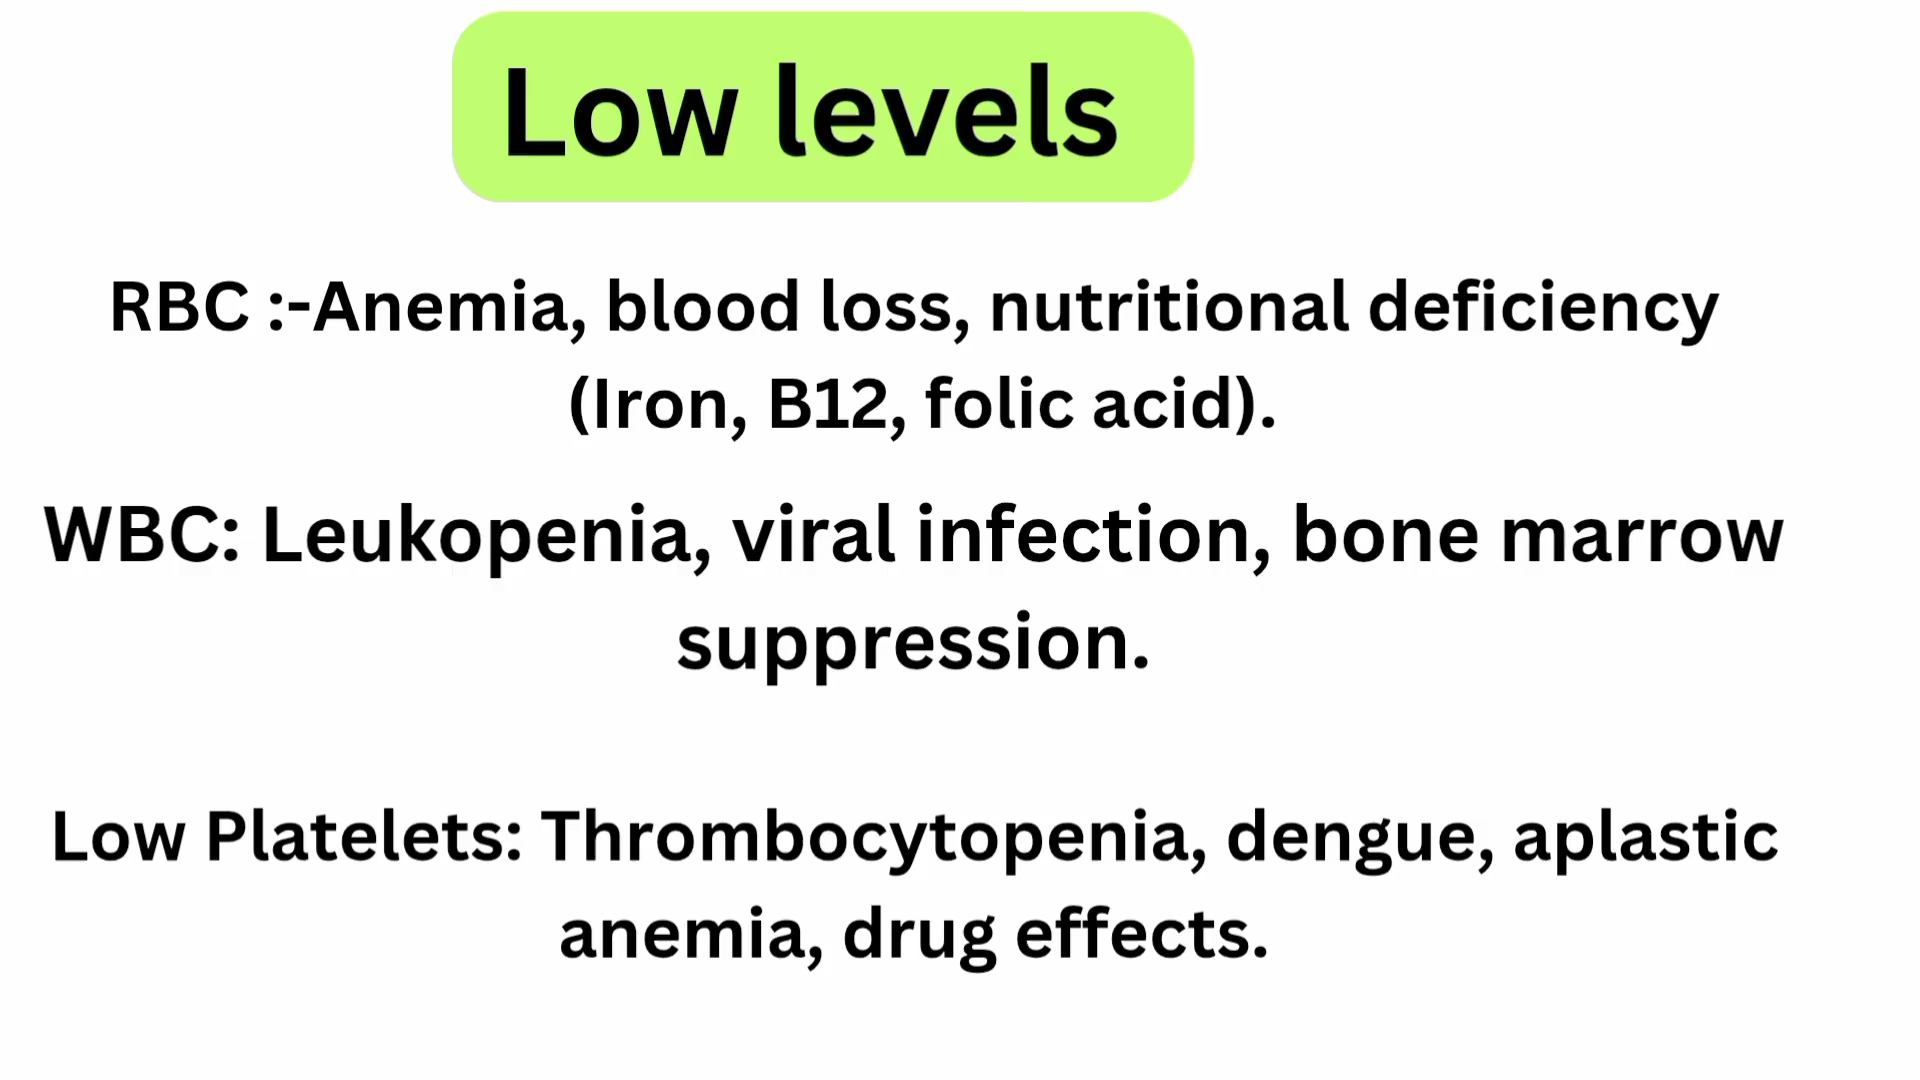 Low levels
RBC :-Anemia, blood loss, nutritional deficiency
(Iron, B12, folic acid).
WBC: Leukopenia, viral infection, bone marrow
suppression.
Low Platelets: Thrombocytopenia, dengue, aplastic
anemia, drug effects.